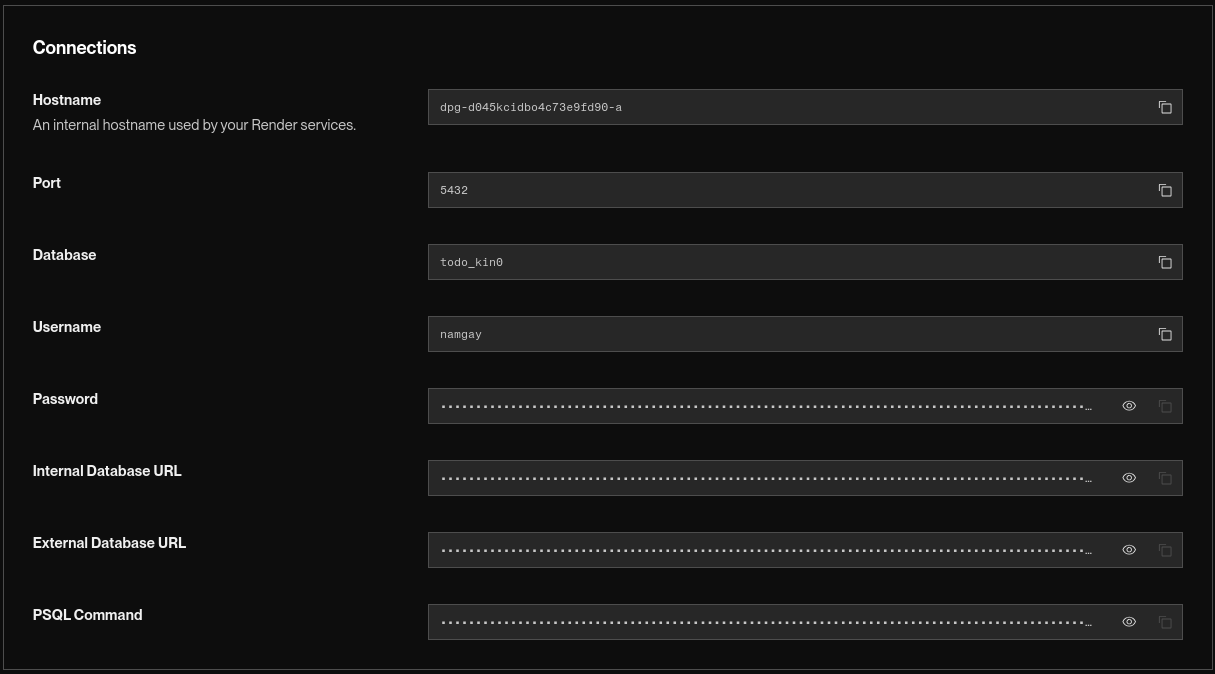 Connections
Hostname
An internal hostname used by your Render services.
dpg-d045kcidbo4c73e9fd90-a
Port
5432
Database
todo_kin0
Username
namgay
Password
Internal Database URL
External Database URL
PSQL Command